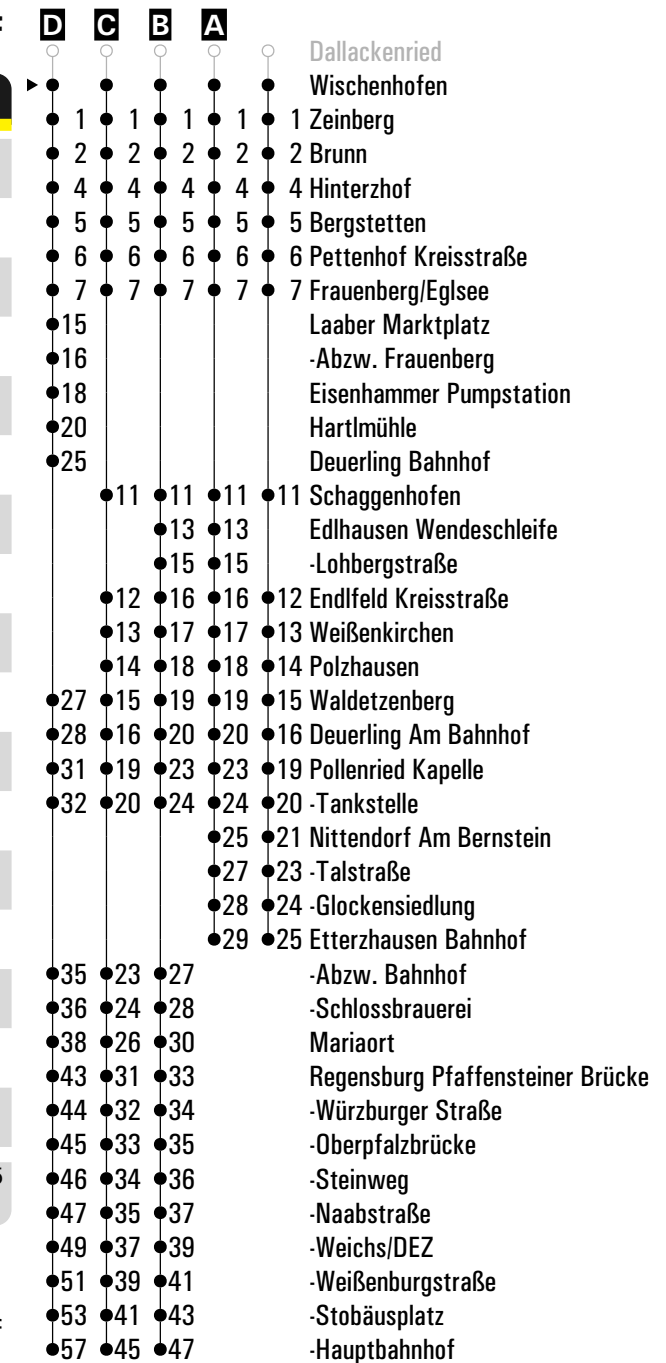 D C B A
Dallackenried
Wischenhofen
1 1 1 1 1 Zeinberg
2 2 2 2 2 Brunn
4 4 4 4 4 Hinterzhof
5 5 5 5 5 Bergstetten
6 6 6 6 6 Pettenhof Kreisstraße
7 7 7 7 7 Frauenberg/Eglsee
15 Laaber Marktplatz
16 -Abzw. Frauenberg
18 Eisenhammer Pumpstation
20 Hartlmühle
25 Deuerling Bahnhof
11 11 11 11 Schaggenhofen
13 13 Edlhausen Wendeschleife
15 15 -Lohbergstraße
12 16 16 12 Endlfeld Kreisstraße
13 17 17 13 Weißenkirchen
14 18 18 14 Polzhausen
27 15 19 19 15 Waldetzenberg
28 16 20 20 16 Deuerling Am Bahnhof
31 19 23 23 19 Pollenried Kapelle
32 20 24 24 20 -Tankstelle
25 21 Nittendorf Am Bernstein
27 23 -Talstraße
28 24 -Glockensiedlung
29 25 Etterzhausen Bahnhof
35 23 27 -Abzw. Bahnhof
36 24 28 -Schlossbrauerei
38 26 30 Mariaort
43 31 33 Regensburg Pfaffensteiner Brücke
44 32 34 -Würzburger Straße
45 33 35 -Oberpfalzbrücke
46 34 36 -Steinweg
47 35 37 -Naabstraße
49 37 39 -Weichs/DEZ
51 39 41 -Weißenburgstraße
53 41 43 -Stobäusplatz
57 45 47 -Hauptbahnhof